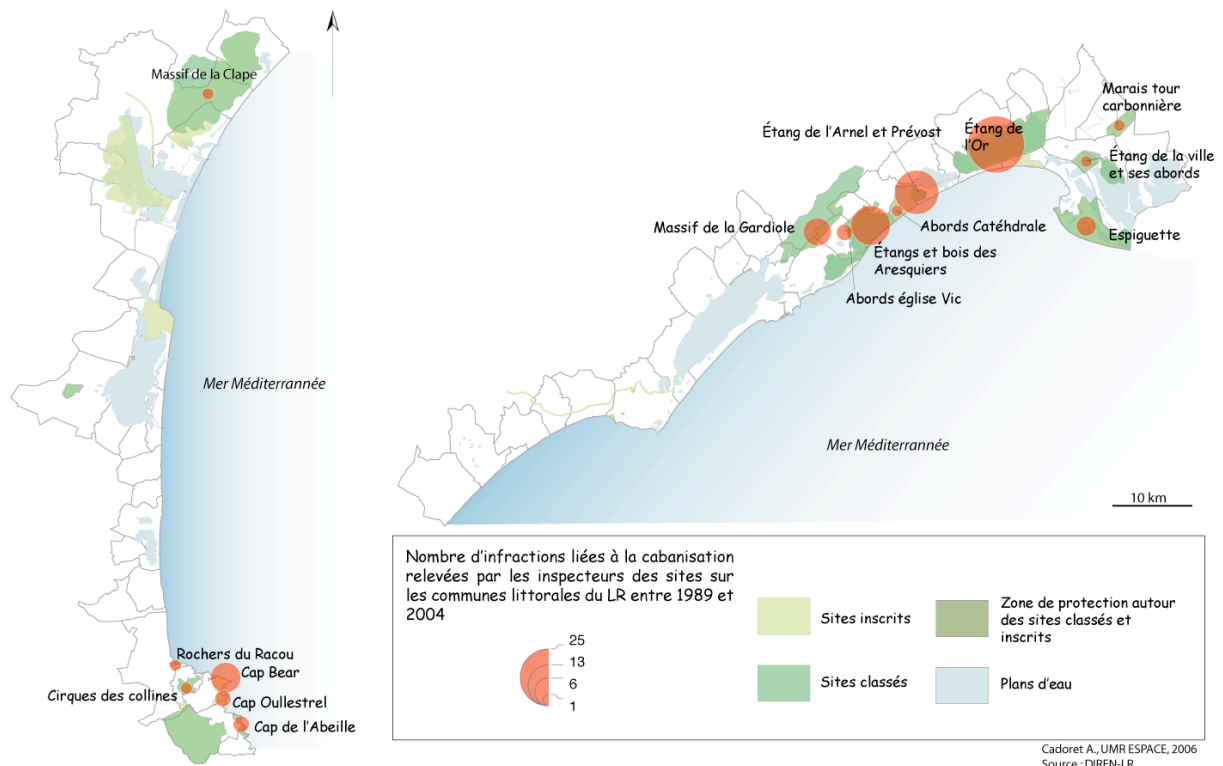 Massif de la Clape
Mer Méditerrannée
Rochers du Racou
Cap Bear
Cirques des collines
Cap Oullestrel
Cap de l'Abeille
Marais tour
carbonnière
Étang de l'Arnel et Prévost
Étang de
l'Or
Étang de la ville
et ses abords
Massif de la Gardiole
Abords Catéhdrale
Espiguette
Étangs et bois des
Aresquiers
Abords église Vic
Mer Méditerrannée
10 km
Nombre d'infractions liées à la cabanisation
relevées par les inspecteurs des sites sur
les communes littorales du LR entre 1989 et
2004
25
13
6
1
Sites inscrits
Sites classés
Zone de protection autour
des sites classés et
inscrits
Plans d'eau
Cadoret A., UMR ESPACE, 2006
Source : DIREN-LR